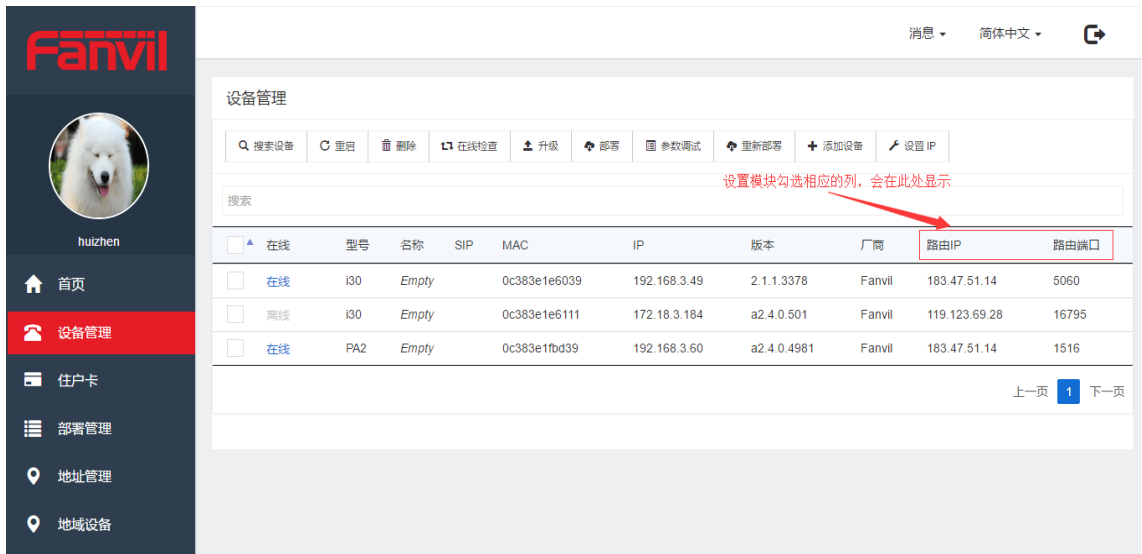 Fanvil
消息
简体中文
huizhen
首页
设备管理
住户卡
部署管理
地址管理
地域设备
设备管理
搜索设备 重启 删除 在线检查 升级 部署 参数调试 重新部署 添加设备 设置 IP
设置模块勾选相应的列，会在此处显示
搜索
在线 型号 名称 SIP MAC IP 版本 厂商 路由IP 路由端口
在线 i30 Empty 0c383e1e6039 192.168.3.49 2.1.1.3378 Fanvil 183.47.51.14 5060
离线 i30 Empty 0c383e1e6111 172.18.3.184 a2.4.0.501 Fanvil 119.123.69.28 16795
在线 PA2 Empty 0c383e1fbd39 192.168.3.60 a2.4.0.4981 Fanvil 183.47.51.14 1516
上一页 1 下一页